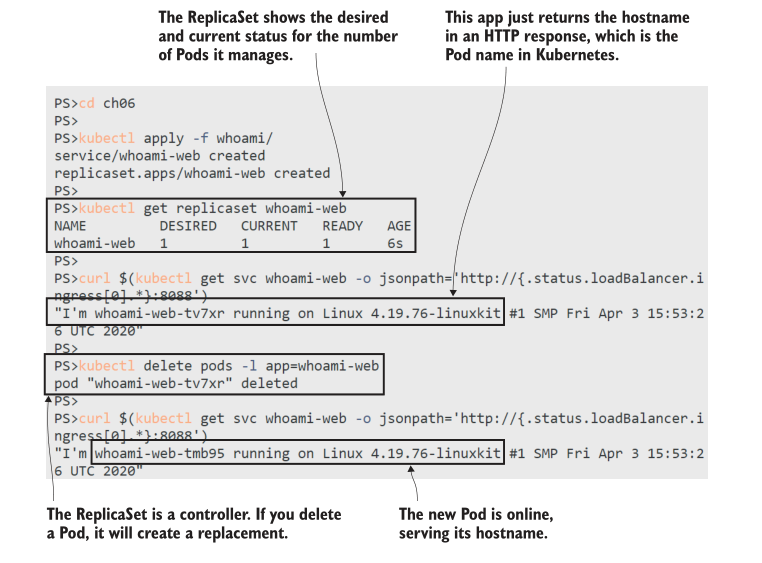 The ReplicaSet shows the desired
and current status for the number
of Pods it manages.
This app just returns the hostname
in an HTTP response, which is the
Pod name in Kubernetes.
PS>cd ch06
PS>
PS>kubectl apply -f whoami/
service/whoami-web created
replicaset.apps/whoami-web created
PS>
PS>kubectl get replicaset whoami-web
NAME DESIRED CURRENT READY AGE
whoami-web 1 1 1 6s
PS>
PS>curl $(kubectl get svc whoami-web -o jsonpath='http://{.status.loadBalancer.i
ngress[0].*}:8088')
"I'm whoami-web-tv7xr running on Linux 4.19.76-linuxkit #1 SMP Fri Apr 3 15:53:2
6 UTC 2020"
PS>
PS>kubectl delete pods -l app=whoami-web
pod "whoami-web-tv7xr" deleted
PS>
PS>curl $(kubectl get svc whoami-web -o jsonpath='http://{.status.loadBalancer.i
ngress[0].*}:8088')
"I'm whoami-web-tmb95 running on Linux 4.19.76-linuxkit #1 SMP Fri Apr 3 15:53:2
6 UTC 2020"
The ReplicaSet is a controller. If you delete
a Pod, it will create a replacement.
The new Pod is online,
serving its hostname.